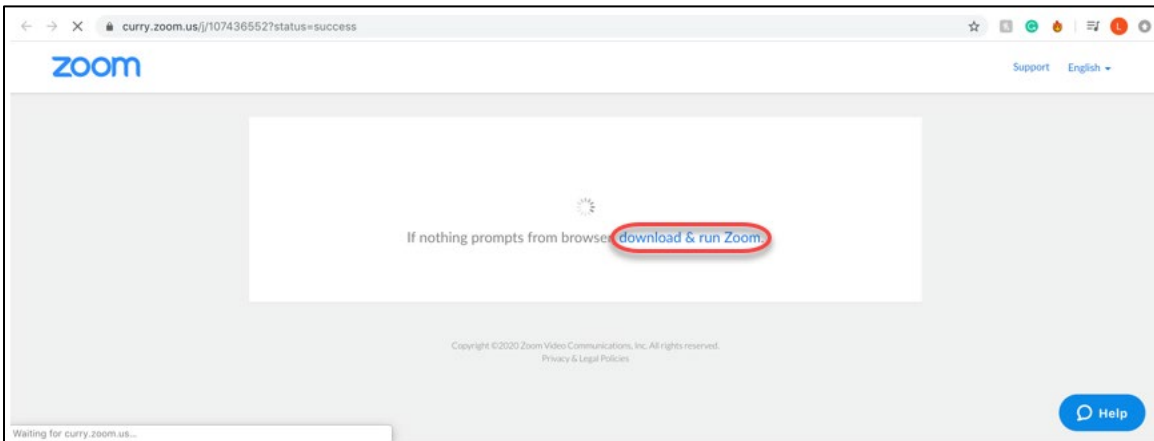 curry.zoom.us/j/107436552?status=success
zoom
Support English
If nothing prompts from browser download & run Zoom.
Copyright ©2020 Zoom Video Communications, Inc. All rights reserved.
Privacy & Legal Policies
Help
Waiting for curry.zoom.us...